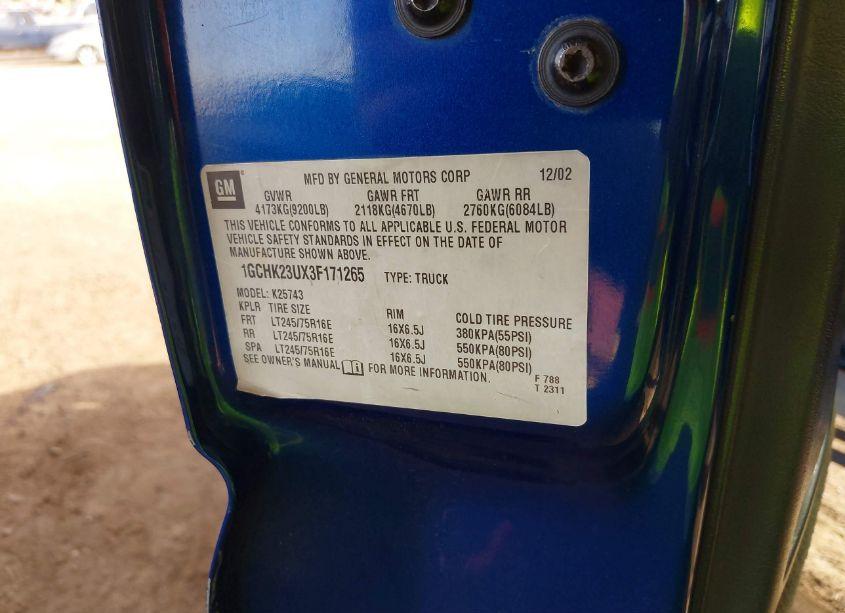 GM
MFD BY GENERAL MOTORS CORP 12/02
GVWR GAWR FRT GAWR RR
4173KG(9200LB) 2118KG(4670LB) 2760KG(6084LB)
THIS VEHICLE CONFORMS TO ALL APPLICABLE U.S. FEDERAL MOTOR
VEHICLE SAFETY STANDARDS IN EFFECT ON THE DATE OF
MANUFACTURE SHOWN ABOVE.
1GCHK23UX3F171265 TYPE: TRUCK
MODEL: K25743
KPLR TIRE SIZE RIM COLD TIRE PRESSURE
FRT LT245/75R16E 16X6.5J 380KPA(55PSI)
RR LT245/75R16E 16X6.5J 550KPA(80PSI)
SPA LT245/75R16E 16X6.5J 550KPA(80PSI)
SEE OWNER'S MANUAL FOR MORE INFORMATION.
F 788
T 2311